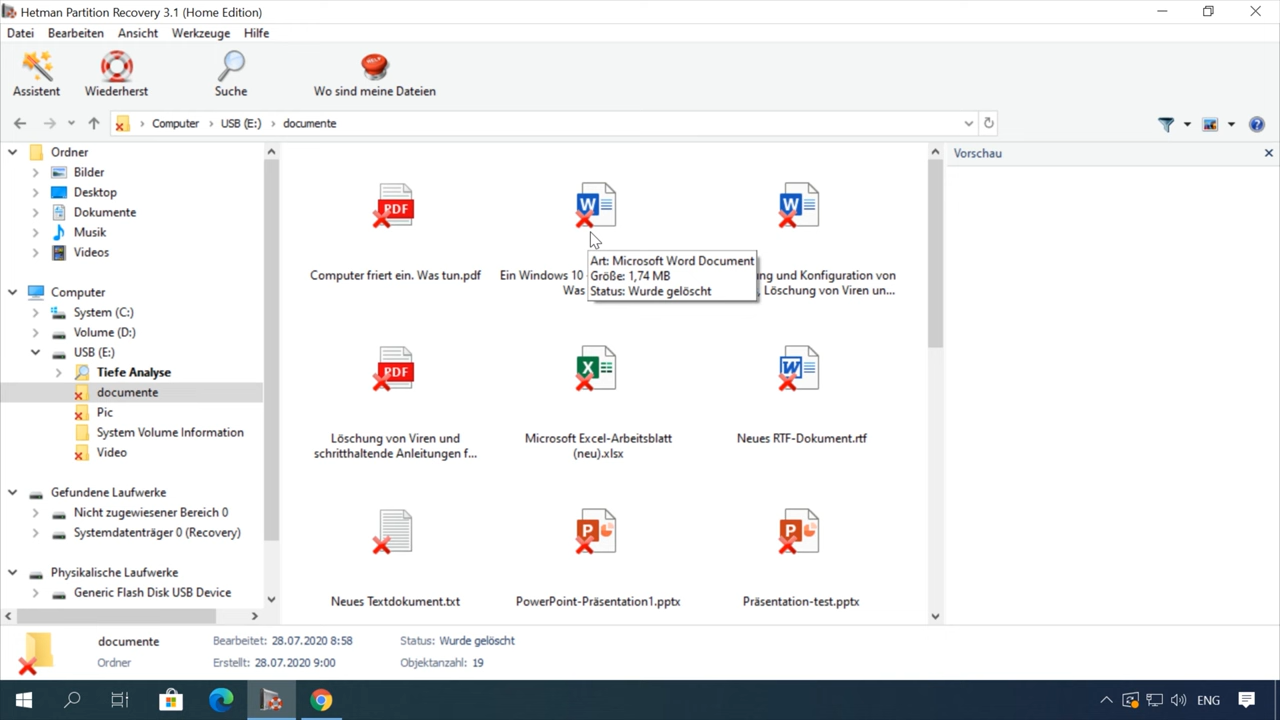 Hetman Partition Recovery 3.1 (Home Edition)
Datei Bearbeiten Ansicht Werkzeuge Hilfe
Assistent Wiederherst Suche Wo sind meine Dateien
Computer USB (E:) documente
Ordner
Bilder
Desktop
Dokumente
Musik
Videos
Computer
System (C:)
Volume (D:)
USB (E:)
Tiefe Analyse
documente
Pic
System Volume Information
Video
Gefundene Laufwerke
Nicht zugewiesener Bereich 0
Systemdatenträger 0 (Recovery)
Physikalische Laufwerke
Generic Flash Disk USB Device
PDF
Computer friert ein. Was tun.pdf
W
Ein Windows 10
Was
Art: Microsoft Word Document
Größe: 1,74 MB
Status: Wurde gelöscht
W
ung und Konfiguration von
, Löschung von Viren un...
PDF
Löschung von Viren und
schritthaltende Anleitungen f...
X
Microsoft Excel-Arbeitsblatt
(neu).xlsx
W
Neues RTF-Dokument.rtf
Neues Textdokument.txt
P
PowerPoint-Präsentation1.pptx
P
Präsentation-test.pptx
Vorschau
documente
Ordner
Bearbeitet: 28.07.2020 8:58
Erstellt: 28.07.2020 9:00
Status: Wurde gelöscht
Objektanzahl: 19
ENG